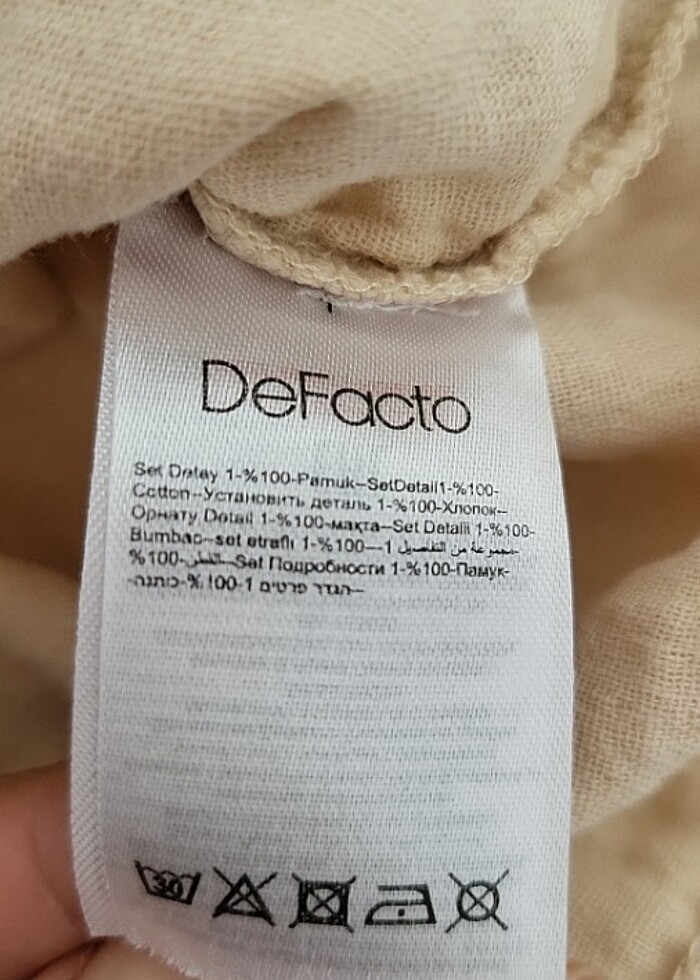 DeFacto
Set Detay 1-%100-Pamuk--SetDetail1-%100-
Cotton--Установить деталь 1-%100-Хлопок--
Орнату Detail 1-%100-мақта--Set Detalii 1-%100-
Bumbac--set etraflı 1-%100---1 مجموعة من التفاصيل-
%100-القطن--Set Подробности 1-%100-Памук-
-הגדר פרטים 1-100%-כותנה--
30